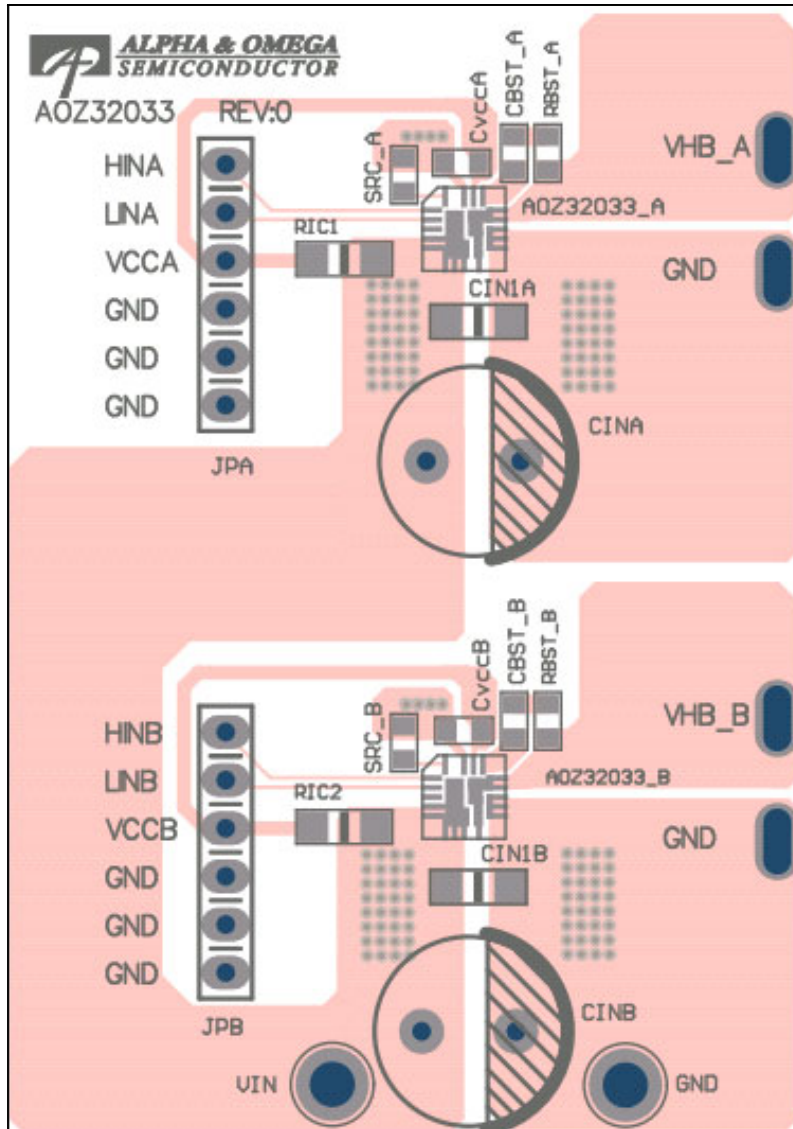 ALPHA & OMEGA
SEMICONDUCTOR
AOZ32033 REV:0
HINA
LINA
VCCA
GND
GND
GND
JPA
RIC1
SRC_A
CvccA
CBST_A
RBST_A
VHB_A
AOZ32033_A
GND
CIN1A
CINA
HINB
LINB
VCCB
GND
GND
GND
JPB
RIC2
SRC_B
CvccB
CBST_B
RBST_B
VHB_B
AOZ32033_B
GND
CIN1B
CINB
VIN
GND